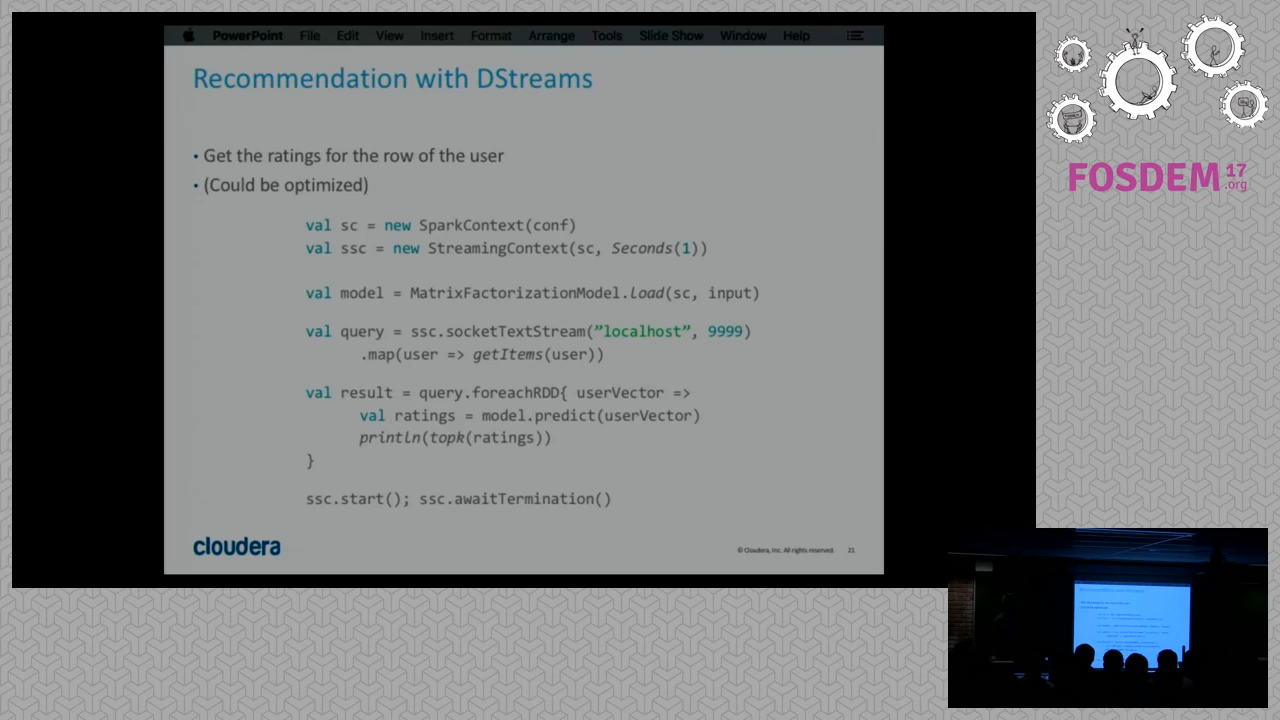 PowerPoint File Edit View Insert Format Arrange Tools Slide Show Window Help
Recommendation with DStreams
• Get the ratings for the row of the user
• (Could be optimized)
val sc = new SparkContext(conf)
val ssc = new StreamingContext(sc, Seconds(1))
val model = MatrixFactorizationModel.load(sc, input)
val query = ssc.socketTextStream(”localhost”, 9999)
.map(user => getItems(user))
val result = query.foreachRDD{ userVector =>
val ratings = model.predict(userVector)
println(topk(ratings))
}
ssc.start(); ssc.awaitTermination()
cloudera
© Cloudera, Inc. All rights reserved. 21
FOSDEM 17
.org